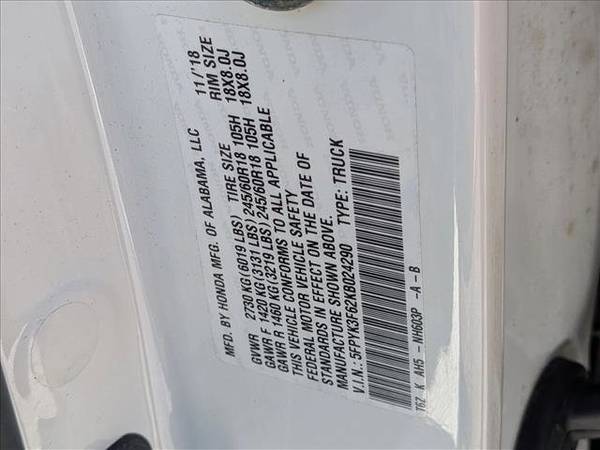 MFD. BY HONDA MFG. OF ALABAMA, LLC 11/'18
GVWR 2730 KG (6019 LBS) TIRE SIZE RIM SIZE
GAWR F 1420 KG (3131 LBS) 245/60R18 105H 18X8.0J
GAWR R 1460 KG (3219 LBS) 245/60R18 105H 18X8.0J
THIS VEHICLE CONFORMS TO ALL APPLICABLE
FEDERAL MOTOR VEHICLE SAFETY
STANDARDS IN EFFECT ON THE DATE OF
MANUFACTURE SHOWN ABOVE.
V.I.N.: 5FPYK3F62KB024290 TYPE: TRUCK
T6Z K AH5 - NH603P -A - B